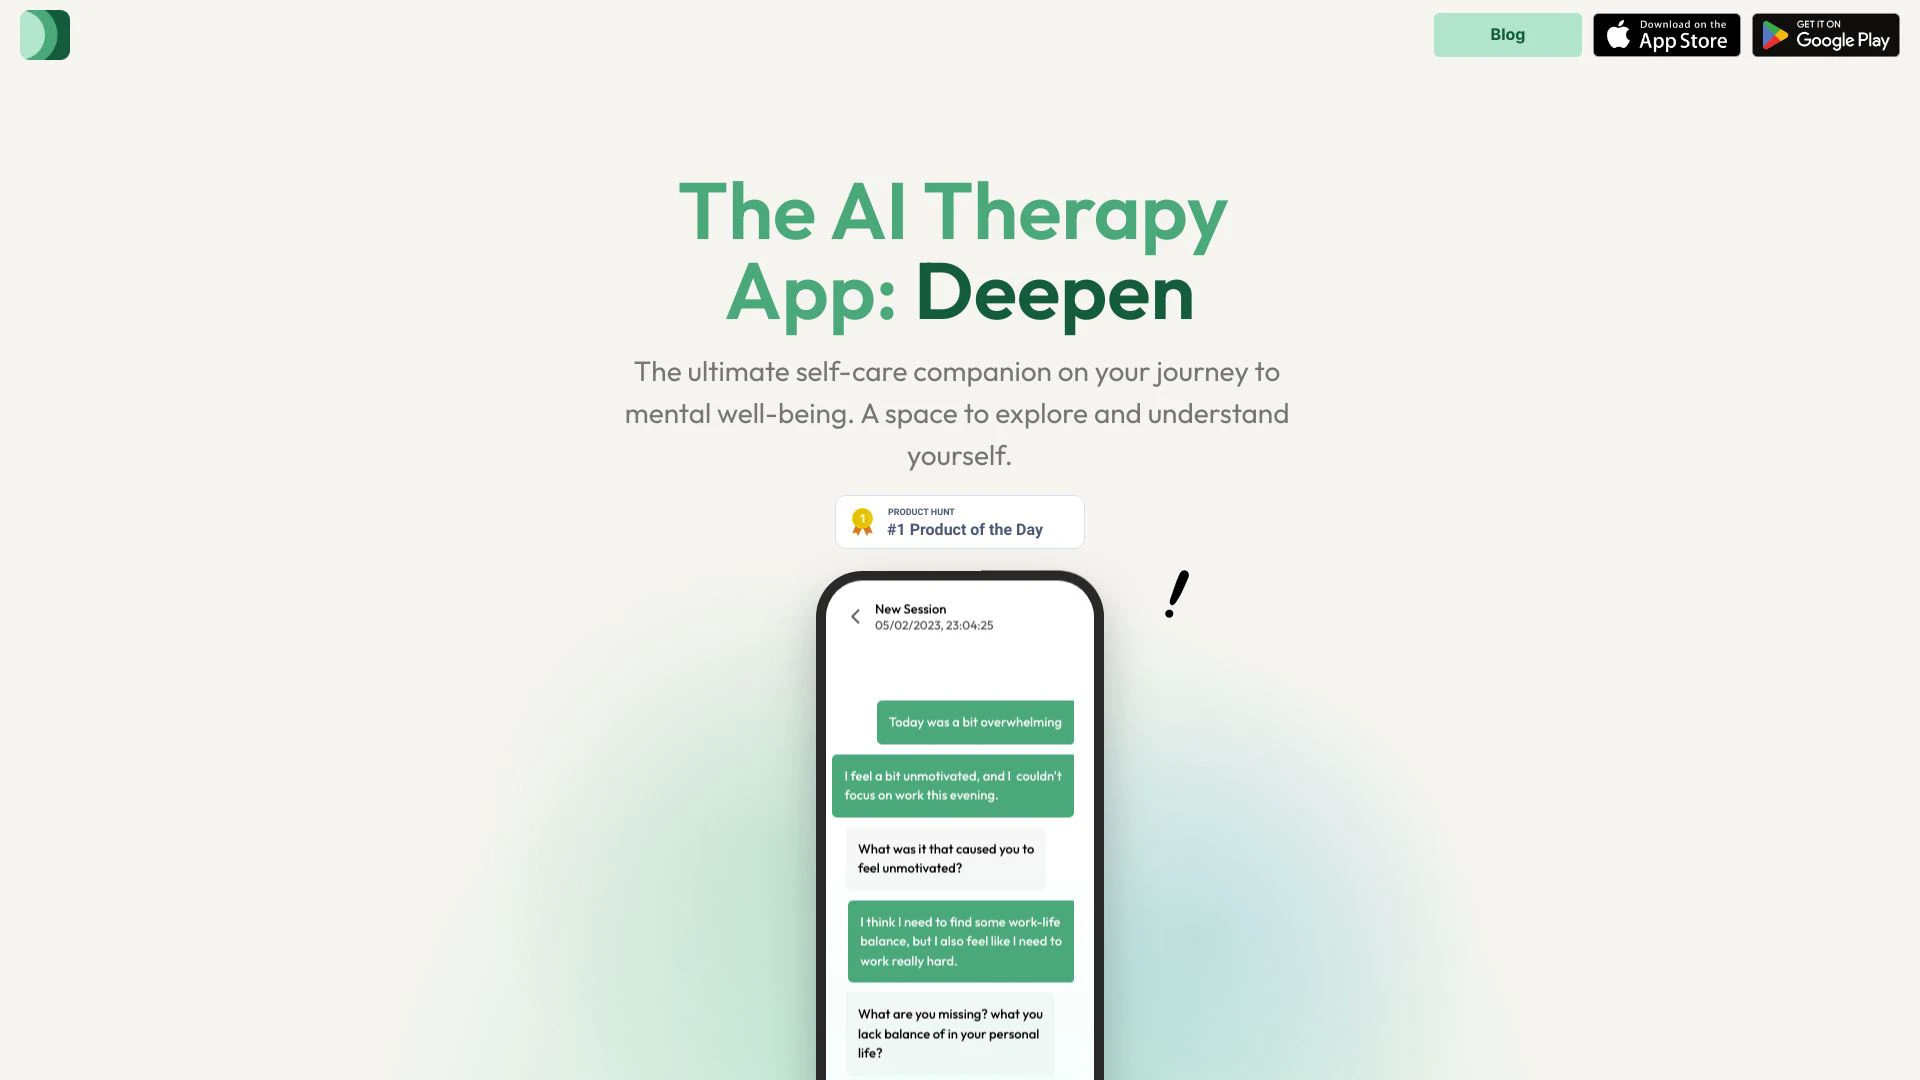 Blog
Download on the
App Store
GET IT ON
Google Play
The AI Therapy
App: Deepen
The ultimate self-care companion on your journey to
mental well-being. A space to explore and understand
yourself.
1
PRODUCT HUNT
#1 Product of the Day
!
New Session
05/02/2023, 23:04:25
Today was a bit overwhelming
I feel a bit unmotivated, and I couldn't
focus on work this evening.
What was it that caused you to
feel unmotivated?
I think I need to find some work-life
balance, but I also feel like I need to
work really hard.
What are you missing? what you
lack balance of in your personal
life?